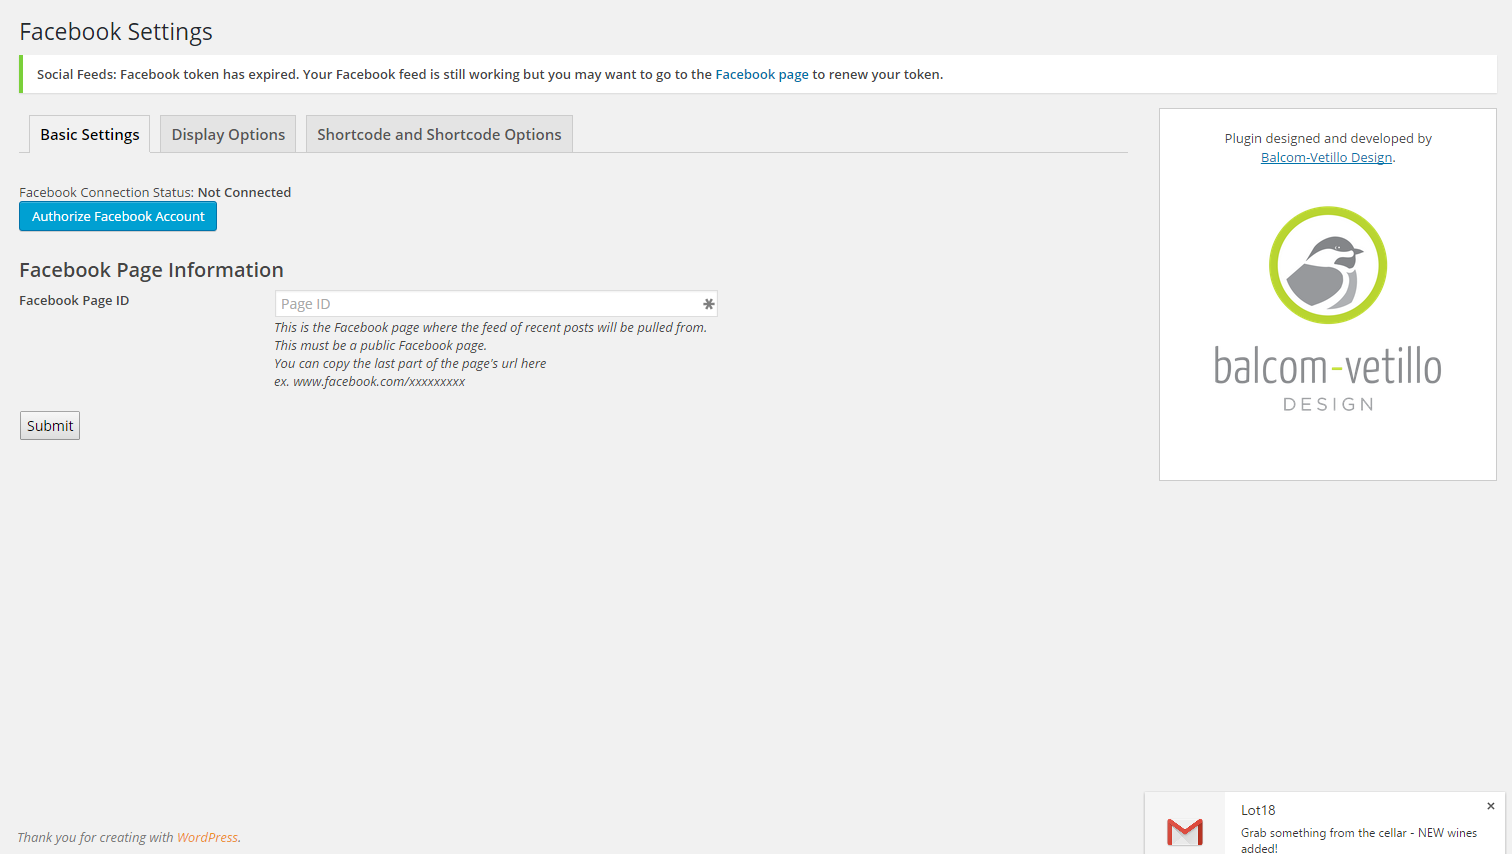 Facebook Settings
Social Feeds: Facebook token has expired. Your Facebook feed is still working but you may want to go to the Facebook page to renew your token.
Basic Settings
Display Options
Shortcode and Shortcode Options
Facebook Connection Status: Not Connected
Authorize Facebook Account
Facebook Page Information
Facebook Page ID
Page ID
This is the Facebook page where the feed of recent posts will be pulled from.
This must be a public Facebook page.
You can copy the last part of the page's url here
ex. www.facebook.com/xxxxxxxxx
Submit
Plugin designed and developed by
Balcom-Vetillo Design.
balcom-vetillo
DESIGN
Thank you for creating with WordPress.
Lot18
Grab something from the cellar - NEW wines
added!